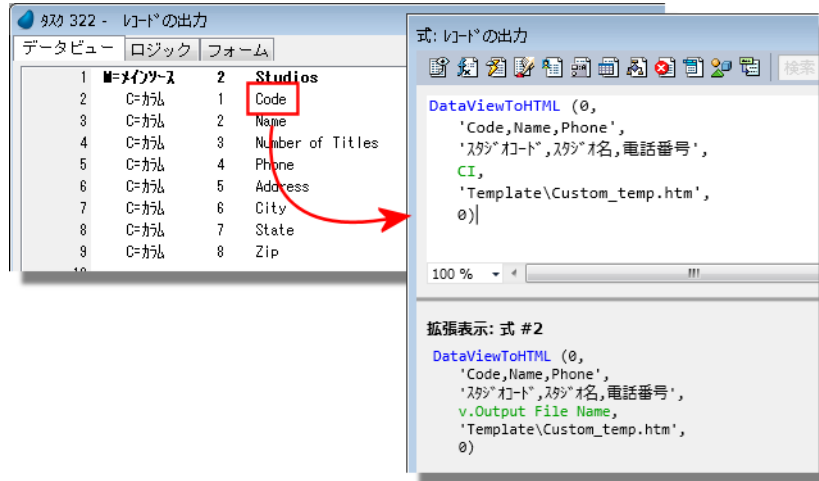 タスク 322 - レコードの出力
データビュー ロジック フォーム
1 M=メインソース 2 Studios
2 C=カラム 1 Code
3 C=カラム 2 Name
4 C=カラム 3 Number of Titles
5 C=カラム 4 Phone
6 C=カラム 5 Address
7 C=カラム 6 City
8 C=カラム 7 State
9 C=カラム 8 Zip
10
式: レコードの出力
検索
DataViewToHTML (0,
'Code,Name,Phone',
'スタジオコード,スタジオ名,電話番号',
CI,
'Template\Custom_temp.htm',
0)
100 %
拡張表示: 式 #2
DataViewToHTML (0,
'Code,Name,Phone',
'スタジオコード,スタジオ名,電話番号',
v.Output File Name,
'Template\Custom_temp.htm',
0)